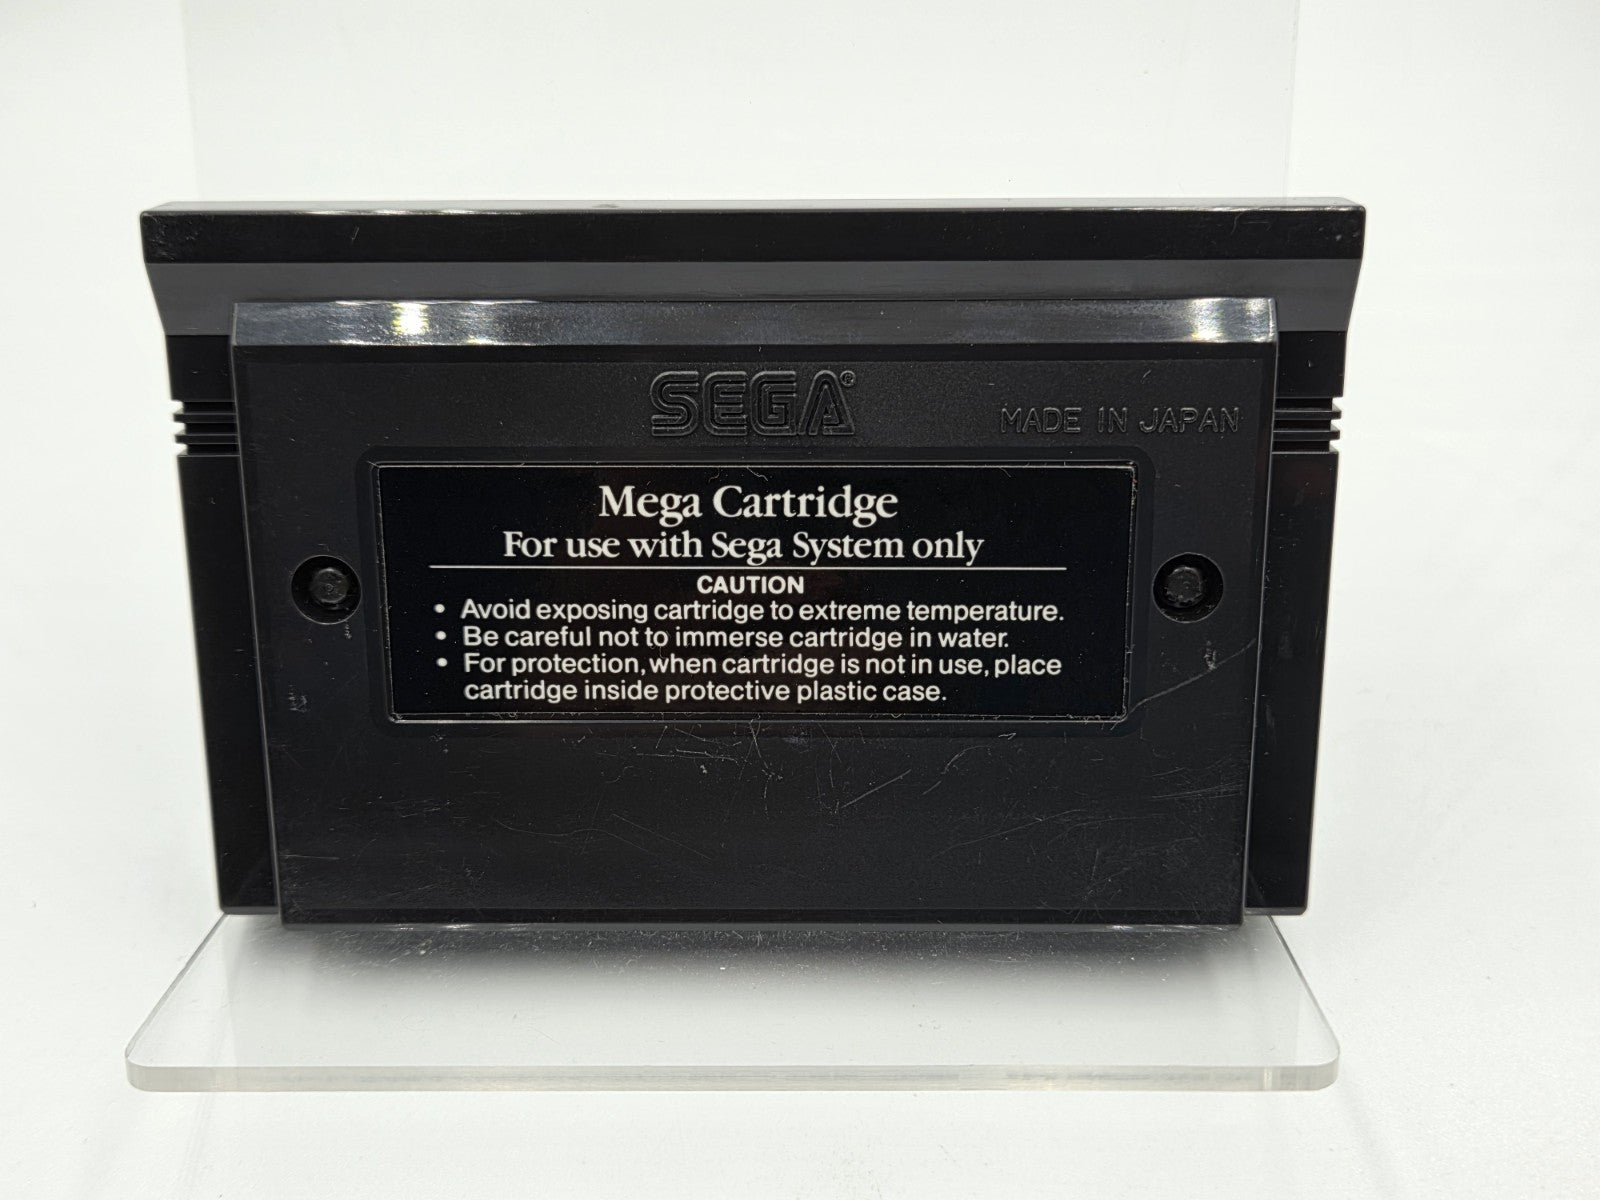 SEGA®
MADE IN JAPAN
Mega Cartridge
For use with Sega System only
CAUTION
• Avoid exposing cartridge to extreme temperature.
• Be careful not to immerse cartridge in water.
• For protection, when cartridge is not in use, place
cartridge inside protective plastic case.